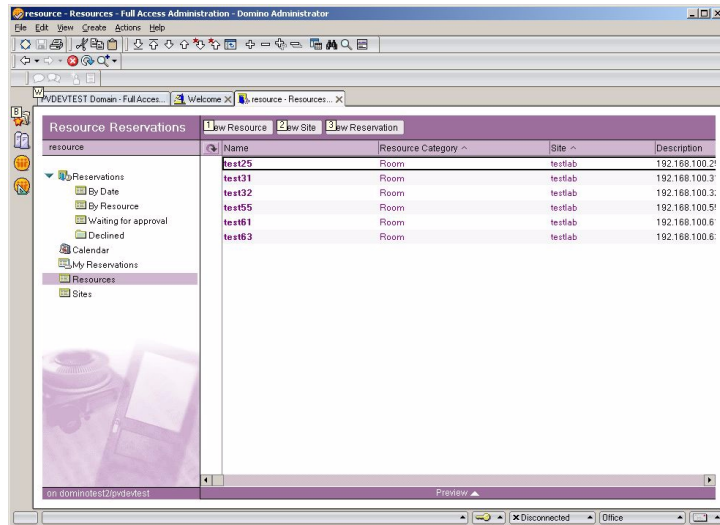 resource - Resources - Full Access Administration - Domino Administrator
File Edit View Create Actions Help
W
PVDEVTEST Domain - Full Acces... Welcome resource - Resources...
B
Resource Reservations
1 ew Resource 2 ew Site 3 ew Reservation
resource
Name Resource Category Site Description
test25 Room testlab
test31 Room testlab
test32 Room testlab
test55 Room testlab
test61 Room testlab
test63 Room testlab
Reservations
By Date
By Resource
Waiting for approval
Declined
Calendar
My Reservations
Resources
Sites
on dominotest2/pvdevtest
Preview
Disconnected Office